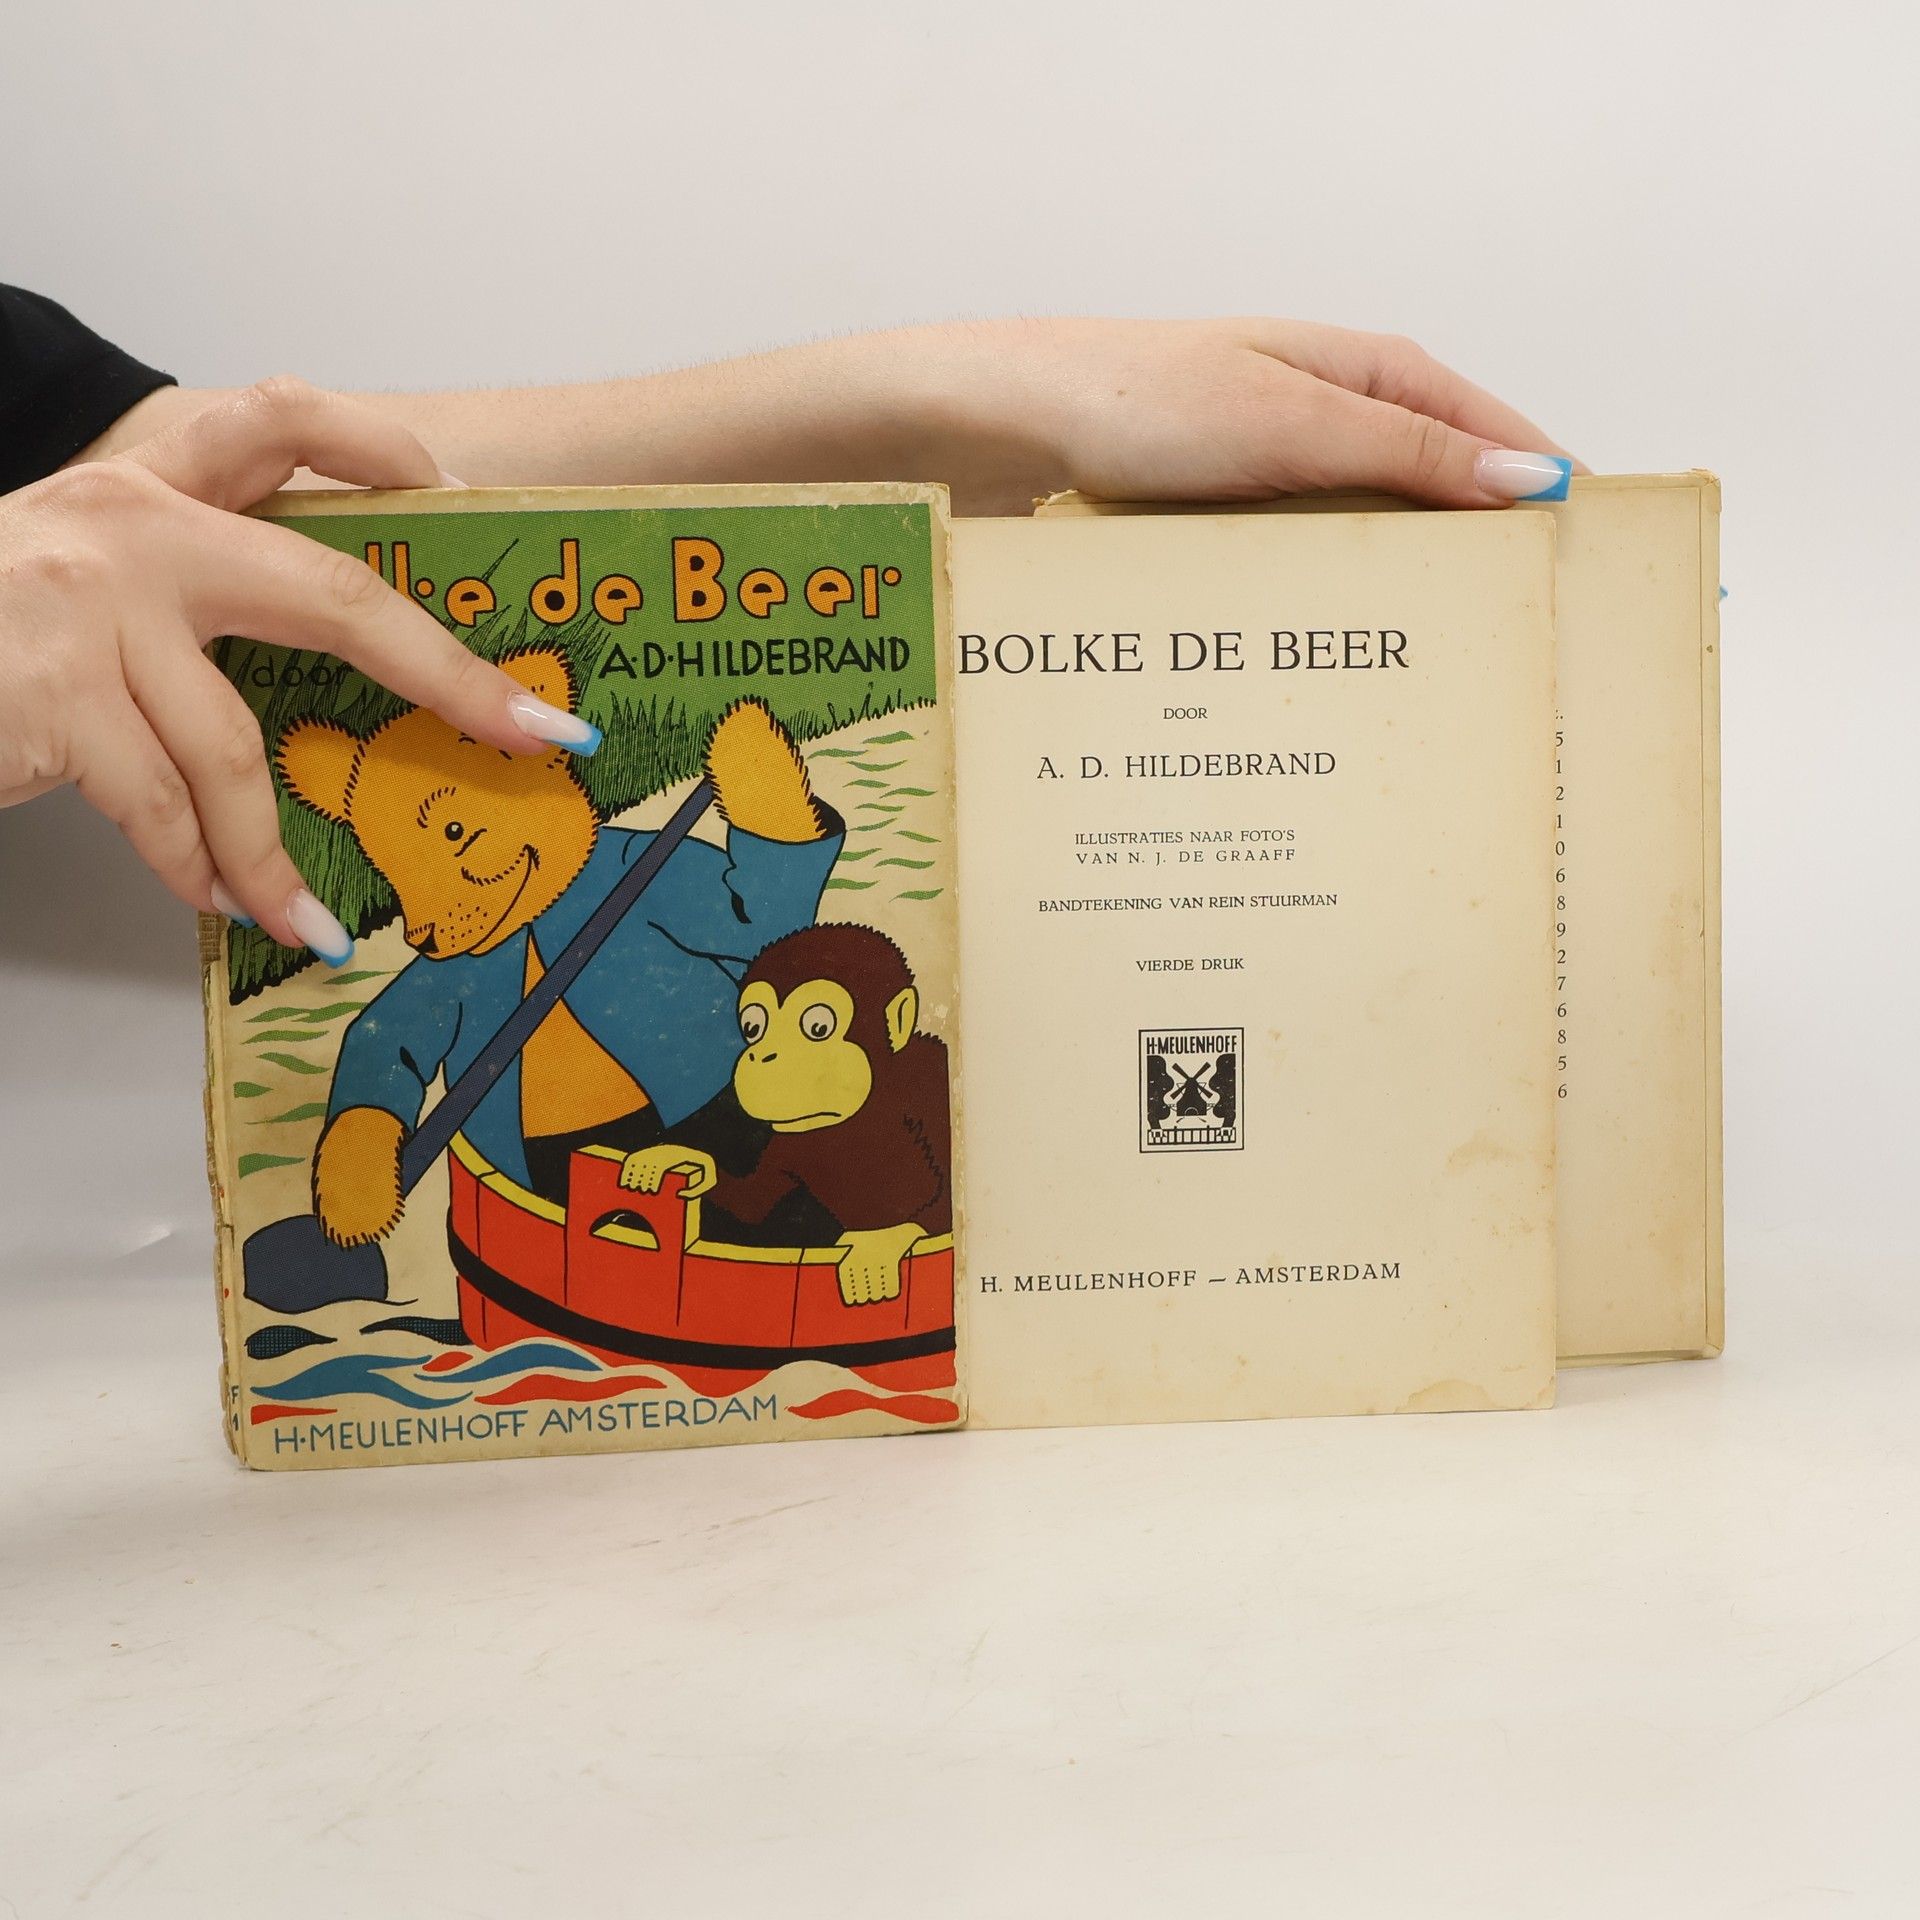 lke de Beer
door A·D·HILDEBRAND
H·MEULENHOFF AMSTERDAM
BOLKE DE BEER
DOOR
A. D. HILDEBRAND
ILLUSTRATIES NAAR FOTO'S
VAN N. J. DE GRAAFF
BANDTEKENING VAN REIN STUURMAN
VIERDE DRUK
H·MEULENHOFF
H. MEULENHOFF — AMSTERDAM
5
1
2
1
0
6
8
9
2
7
6
8
5
6